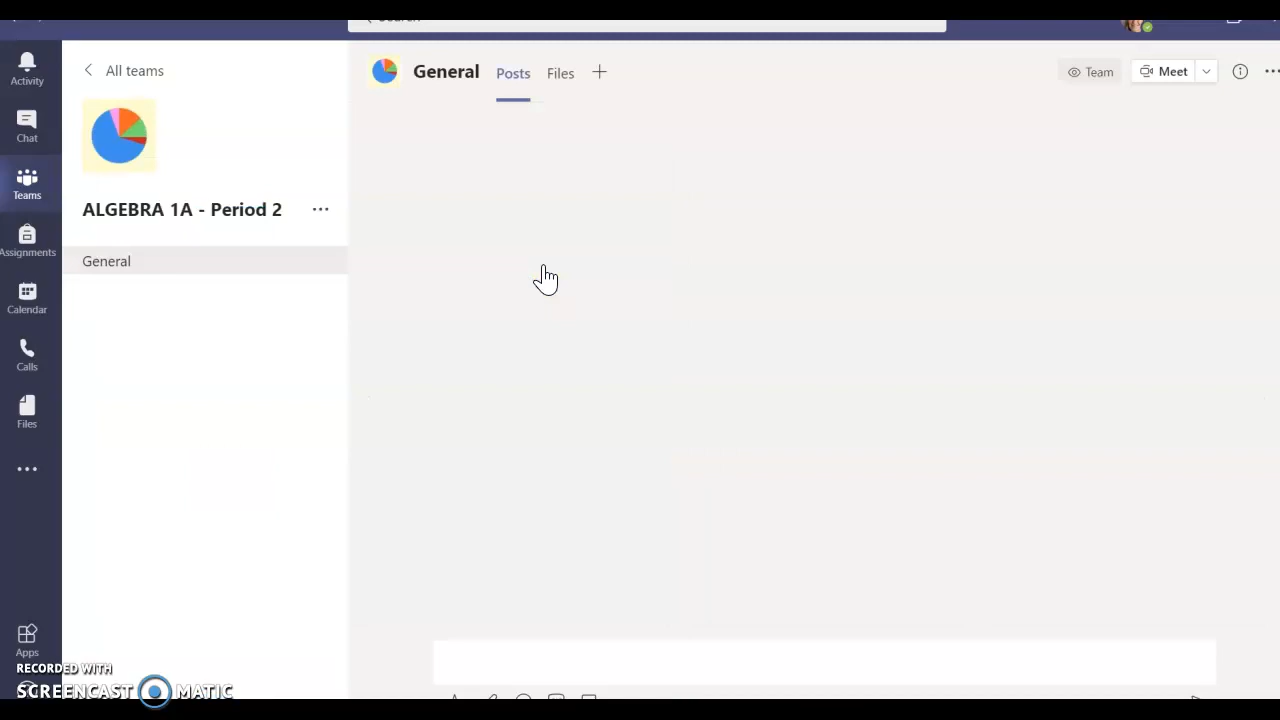 Activity
Chat
Teams
Assignments
Calendar
Calls
Files
Apps
All teams
ALGEBRA 1A - Period 2
General
General
Posts
Files
Team
Meet
RECORDED WITH
SCREENCAST MATIC